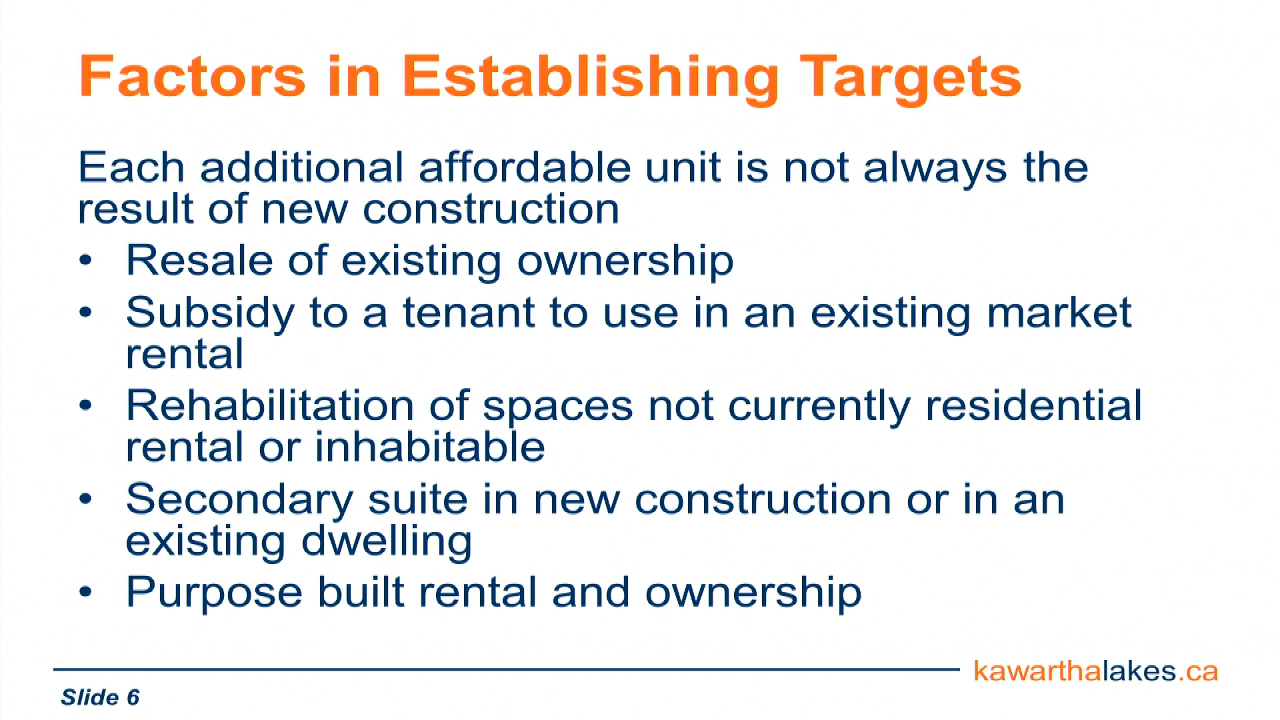 Factors in Establishing Targets
Each additional affordable unit is not always the
result of new construction
• Resale of existing ownership
• Subsidy to a tenant to use in an existing market
rental
• Rehabilitation of spaces not currently residential
rental or inhabitable
• Secondary suite in new construction or in an
existing dwelling
• Purpose built rental and ownership
kawarthalakes.ca
Slide 6